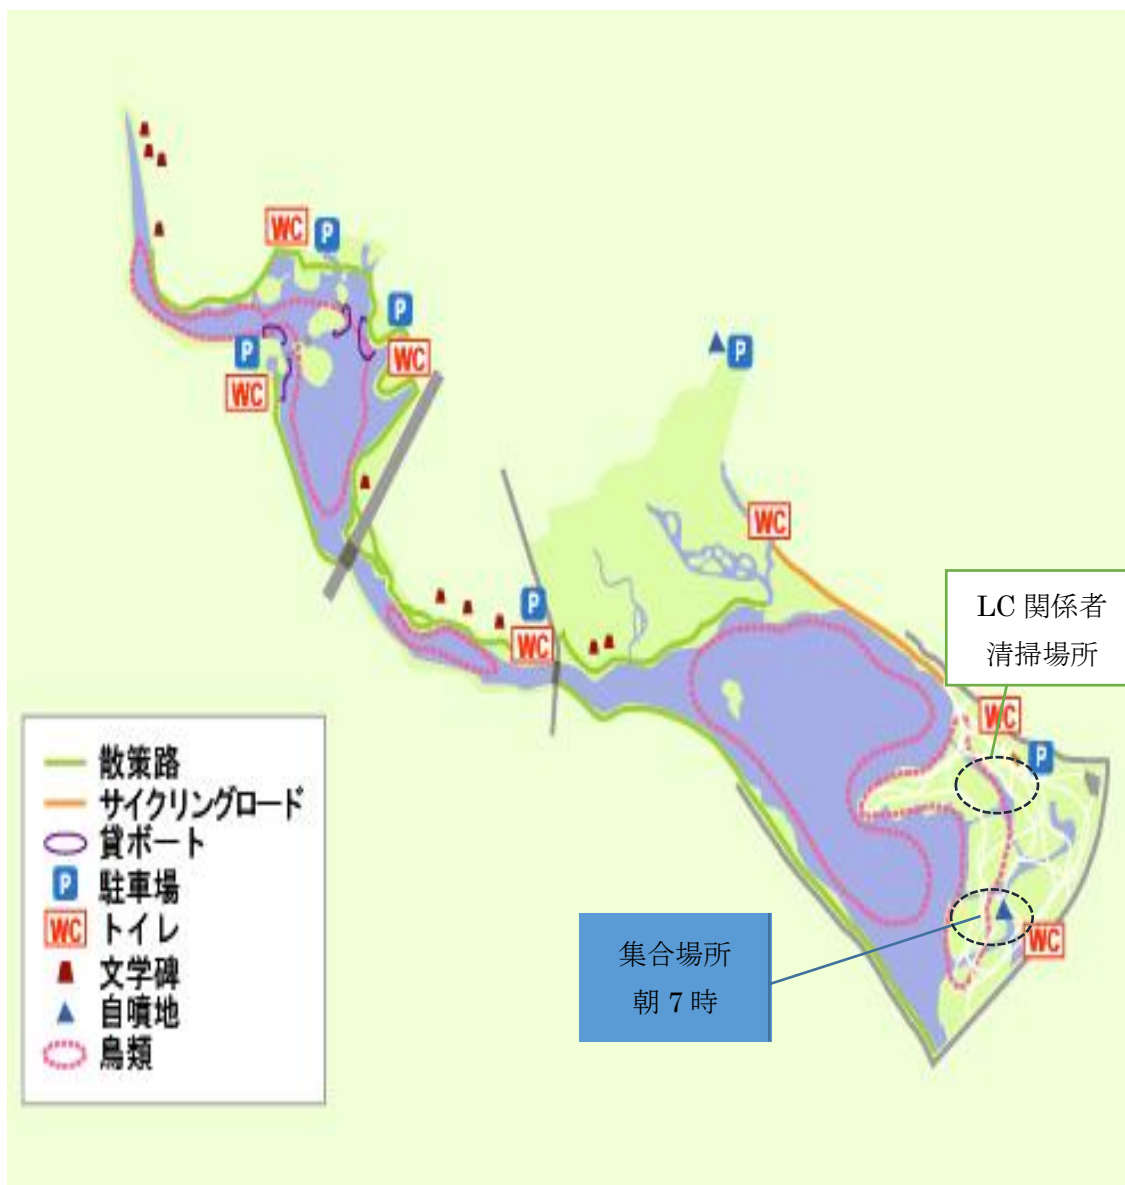 WC
P
P
P
WC
WC
P
WC
P
WC
LC 関係者
清掃場所
WC
P
散策路
サイクリングロード
貸ボート
P 駐車場
WC トイレ
文学碑
自噴地
鳥類
集合場所
朝 7 時
WC